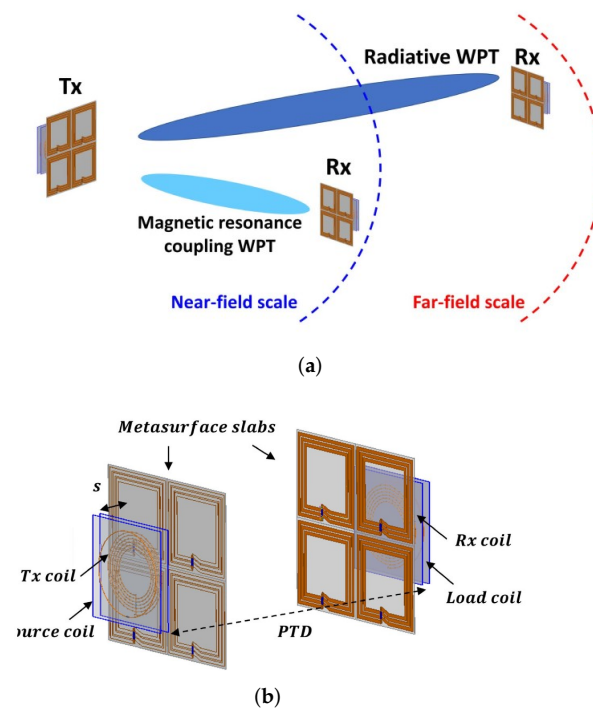 Radiative WPT
Rx
Tx
Rx
Magnetic resonance
coupling WPT
Near-field scale
Far-field scale
(a)
Metasurface slabs
s
Tx coil
ource coil
Rx coil
Load coil
PTD
(b)